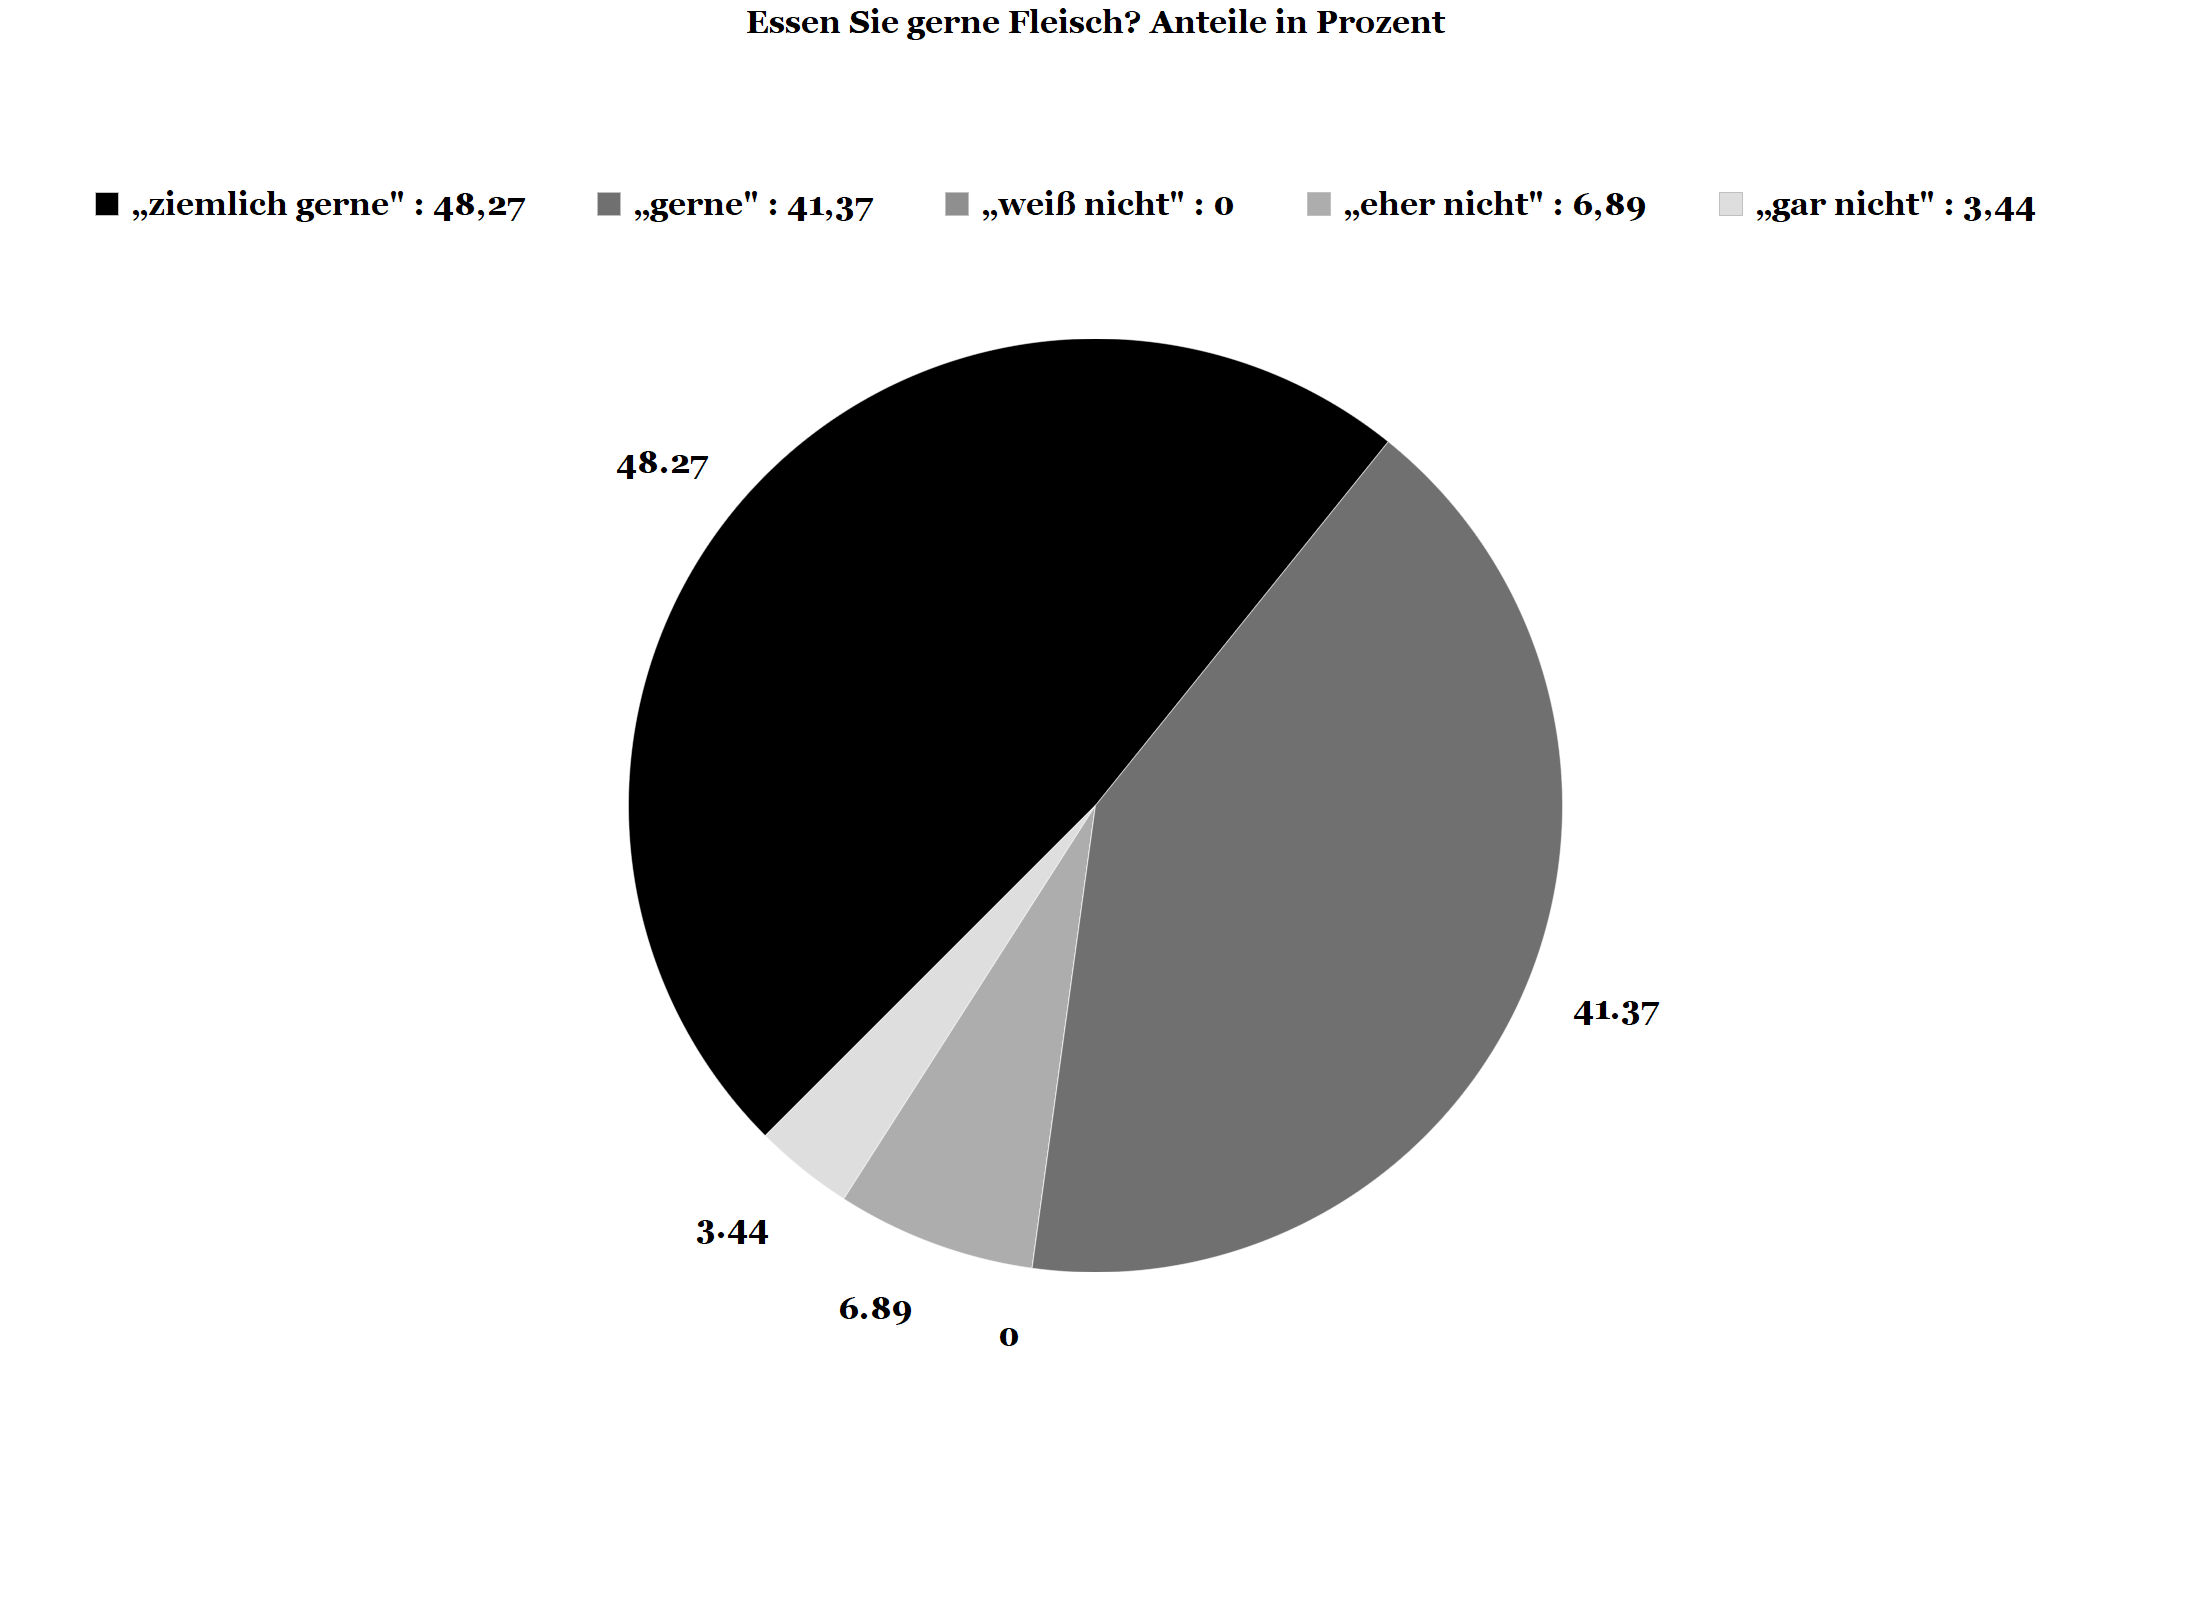 Essen Sie gerne Fleisch? Anteile in Prozent
„ziemlich gerne" : 48,27 „gerne" : 41,37 „weiß nicht" : 0 „eher nicht" : 6,89 „gar nicht" : 3,44
48.27
41.37
3.44
6.89
0